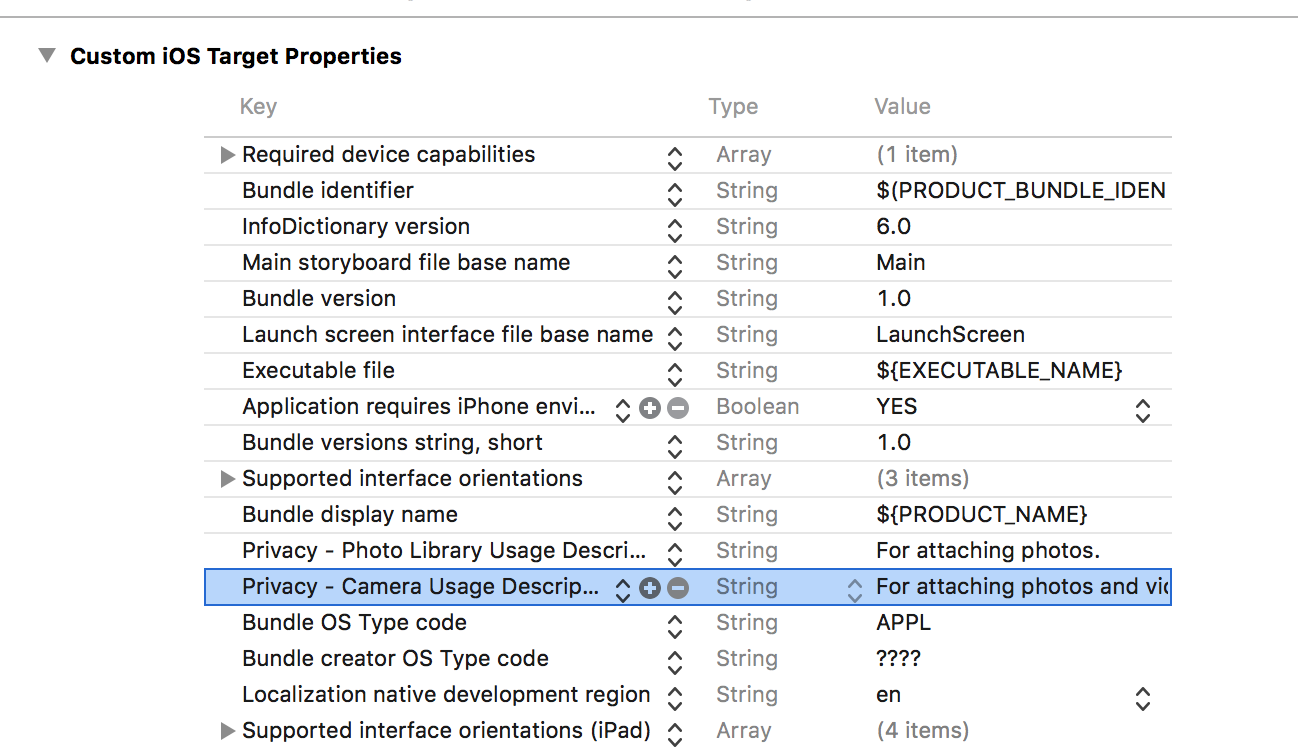 Custom iOS Target Properties
Key Type Value
Required device capabilities Array (1 item)
Bundle identifier String $(PRODUCT_BUNDLE_IDEN
InfoDictionary version String 6.0
Main storyboard file base name String Main
Bundle version String 1.0
Launch screen interface file base name String LaunchScreen
Executable file String ${EXECUTABLE_NAME}
Application requires iPhone envi... Boolean YES
Bundle versions string, short String 1.0
Supported interface orientations Array (3 items)
Bundle display name String ${PRODUCT_NAME}
Privacy - Photo Library Usage Descri... String For attaching photos.
Privacy - Camera Usage Descrip... String For attaching photos and vic
Bundle OS Type code String APPL
Bundle creator OS Type code String ????
Localization native development region String en
Supported interface orientations (iPad) Array (4 items)